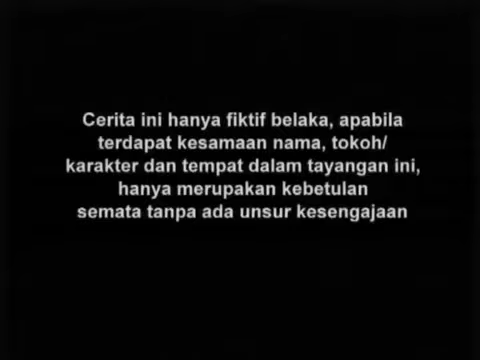 Cerita ini hanya fiktif belaka, apabila
terdapat kesamaan nama, tokoh/
karakter dan tempat dalam tayangan ini,
hanya merupakan kebetulan
semata tanpa ada unsur kesengajaan